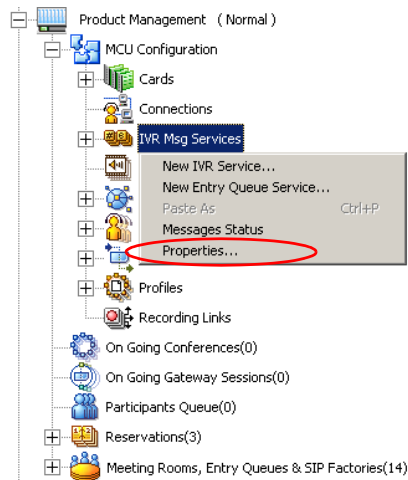 Product Management ( Normal )
MCU Configuration
Cards
Connections
IVR Msg Services
New IVR Service...
New Entry Queue Service...
Paste As Ctrl+P
Messages Status
Properties...
Profiles
Recording Links
On Going Conferences(0)
On Going Gateway Sessions(0)
Participants Queue(0)
Reservations(3)
Meeting Rooms, Entry Queues & SIP Factories(14)